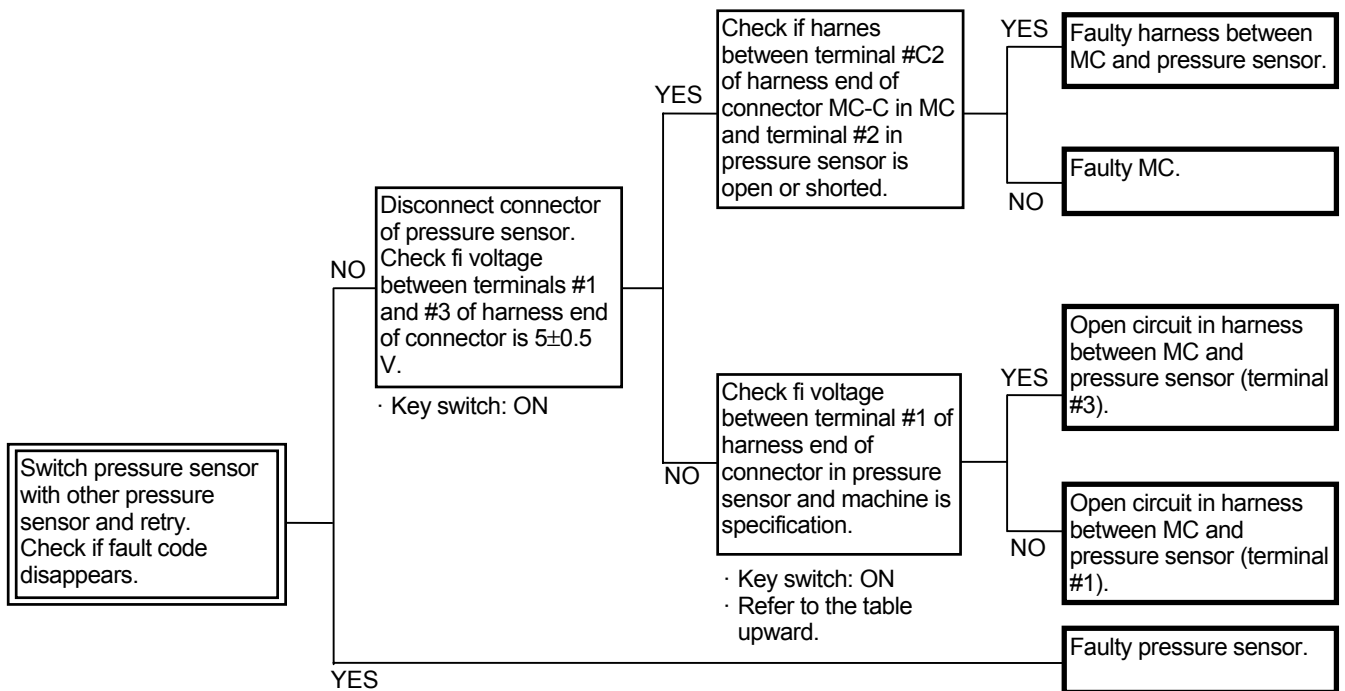 Switch pressure sensor
with other pressure
sensor and retry.
Check if fault code
disappears.
NO
YES
Disconnect connector
of pressure sensor.
Check fi voltage
between terminals #1
and #3 of harness end
of connector is 5±0.5
V.
· Key switch: ON
YES
NO
Check if harnes
between terminal #C2
of harness end of
connector MC-C in MC
and terminal #2 in
pressure sensor is
open or shorted.
YES
NO
Faulty harness between
MC and pressure sensor.
Faulty MC.
Check fi voltage
between terminal #1 of
harness end of
connector in pressure
sensor and machine is
specification.
· Key switch: ON
· Refer to the table
upward.
YES
NO
Open circuit in harness
between MC and
pressure sensor (terminal
#3).
Open circuit in harness
between MC and
pressure sensor (terminal
#1).
Faulty pressure sensor.